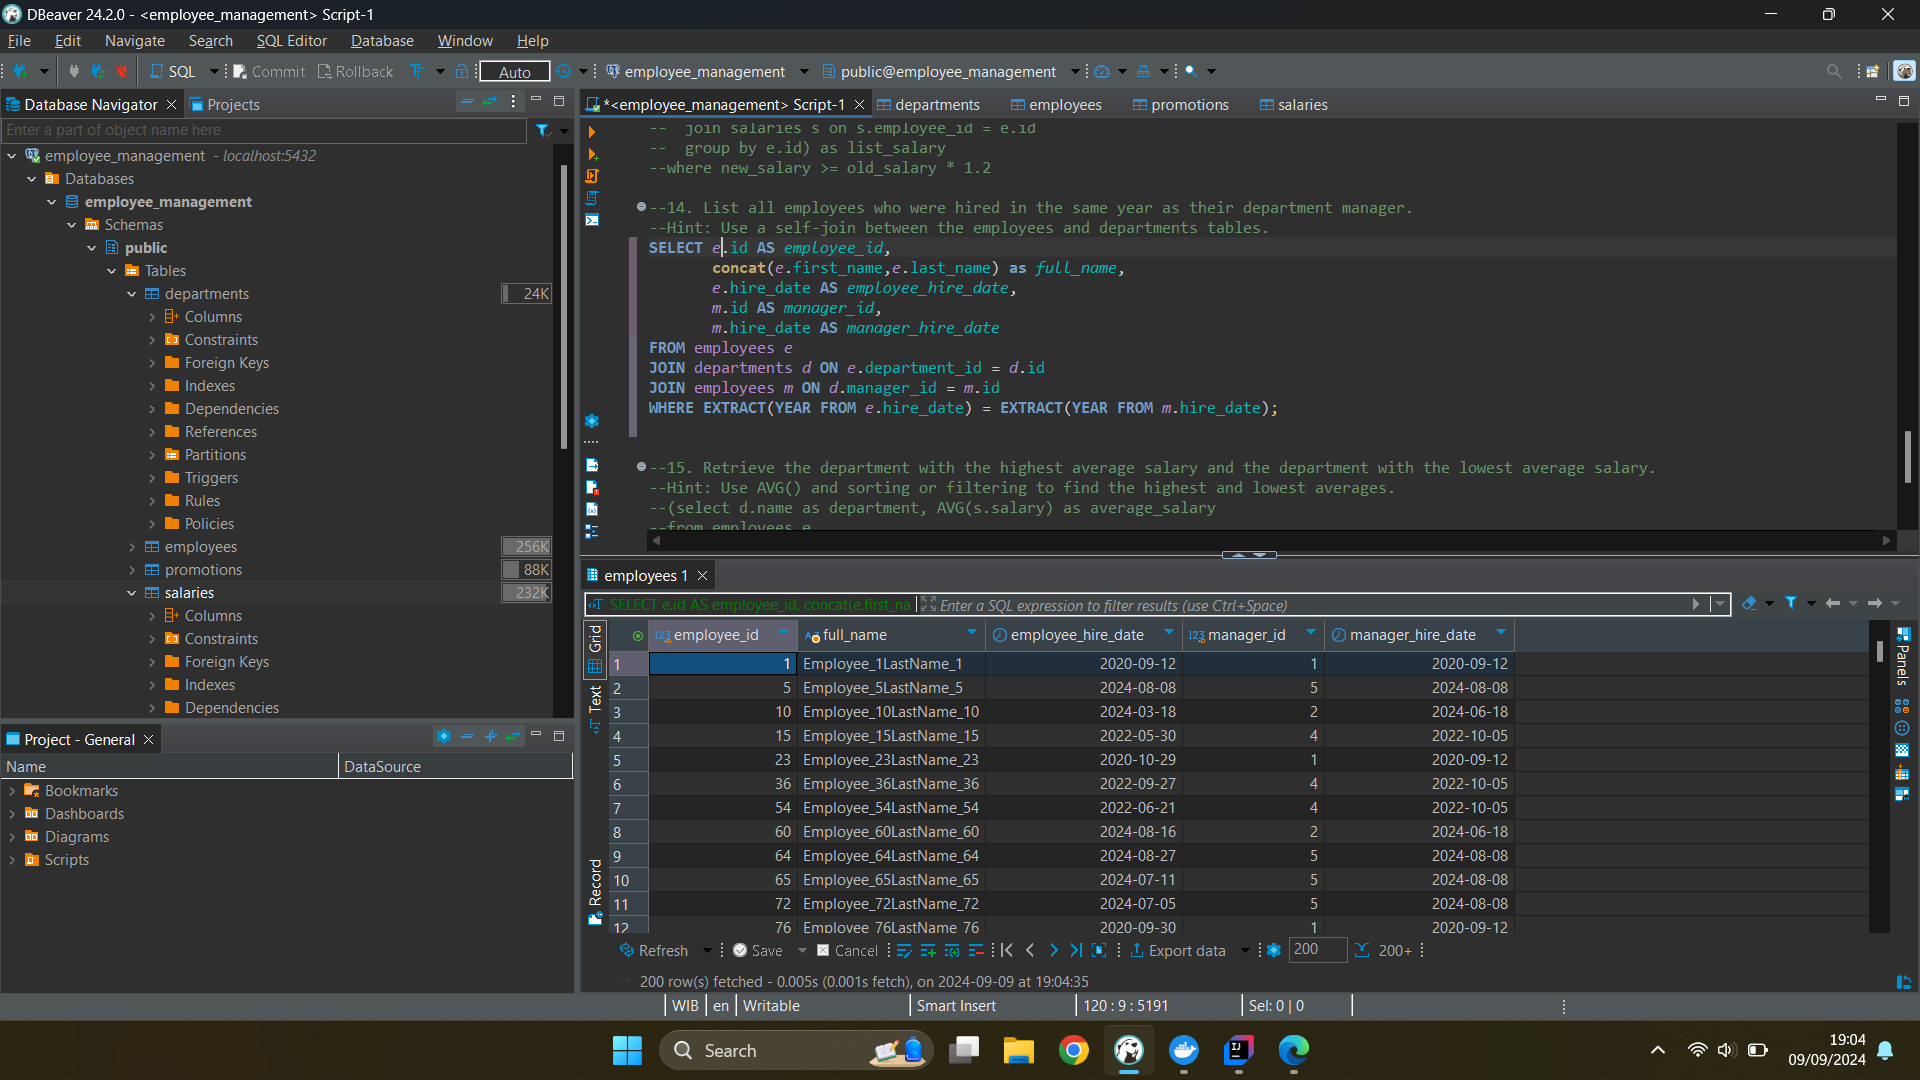 DBeaver 24.2.0 - <employee_management> Script-1
File Edit Navigate Search SQL Editor Database Window Help
SQL Commit Rollback Auto employee_management public@employee_management
Database Navigator Projects
Enter a part of object name here
employee_management - localhost:5432
Databases
employee_management
Schemas
public
Tables
departments 24K
Columns
Constraints
Foreign Keys
Indexes
Dependencies
References
Partitions
Triggers
Rules
Policies
employees 256K
promotions 88K
salaries 232K
Columns
Constraints
Foreign Keys
Indexes
Dependencies
Project - General
Name DataSource
Bookmarks
Dashboards
Diagrams
Scripts
*<employee_management> Script-1 departments employees promotions salaries
-- join salaries s on s.employee_id = e.id
-- group by e.id) as list_salary
--where new_salary >= old_salary * 1.2
--14. List all employees who were hired in the same year as their department manager.
--Hint: Use a self-join between the employees and departments tables.
SELECT e.id AS employee_id,
concat(e.first_name,e.last_name) as full_name,
e.hire_date AS employee_hire_date,
m.id AS manager_id,
m.hire_date AS manager_hire_date
FROM employees e
JOIN departments d ON e.department_id = d.id
JOIN employees m ON d.manager_id = m.id
WHERE EXTRACT(YEAR FROM e.hire_date) = EXTRACT(YEAR FROM m.hire_date);
--15. Retrieve the department with the highest average salary and the department with the lowest average salary.
--Hint: Use AVG() and sorting or filtering to find the highest and lowest averages.
--(select d.name as department, AVG(s.salary) as average_salary
--from employees e
employees 1
SELECT e.id AS employee_id, concat(e.first_na Enter a SQL expression to filter results (use Ctrl+Space)
Grid
Text
Record
Panels
123 employee_id A-z full_name employee_hire_date 123 manager_id manager_hire_date
1 1 Employee_1LastName_1 2020-09-12 1 2020-09-12
2 5 Employee_5LastName_5 2024-08-08 5 2024-08-08
3 10 Employee_10LastName_10 2024-03-18 2 2024-06-18
4 15 Employee_15LastName_15 2022-05-30 4 2022-10-05
5 23 Employee_23LastName_23 2020-10-29 1 2020-09-12
6 36 Employee_36LastName_36 2022-09-27 4 2022-10-05
7 54 Employee_54LastName_54 2022-06-21 4 2022-10-05
8 60 Employee_60LastName_60 2024-08-16 2 2024-06-18
9 64 Employee_64LastName_64 2024-08-27 5 2024-08-08
10 65 Employee_65LastName_65 2024-07-11 5 2024-08-08
11 72 Employee_72LastName_72 2024-07-05 5 2024-08-08
12 76 Employee_76LastName_76 2020-09-30 1 2020-09-12
Refresh Save Cancel Export data 200 200+
200 row(s) fetched - 0.005s (0.001s fetch), on 2024-09-09 at 19:04:35
WIB en Writable Smart Insert 120 : 9 : 5191 Sel: 0 | 0
Search
19:04
09/09/2024